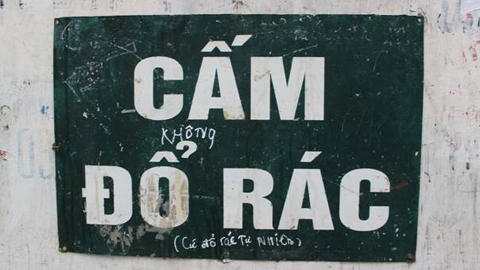 CẤM
KHÔNG
ĐỔ RÁC
(Cứ đổ rác Tự NHIÊN)